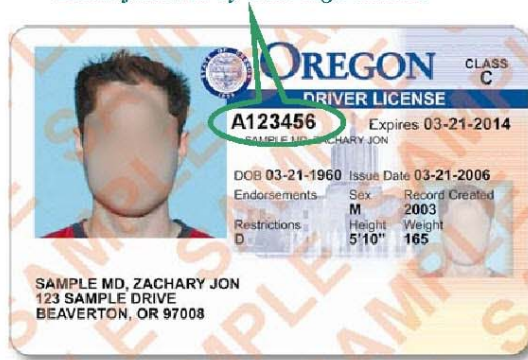 OREGON
CLASS
C
DRIVER LICENSE
A123456
Expires 03-21-2014
SAMPLE MD, ZACHARY JON
DOB 03-21-1960 Issue Date 03-21-2006
Endorsements Sex Record Created
M 2003
Restrictions Height Weight
D 5'10" 165
SAMPLE MD, ZACHARY JON
123 SAMPLE DRIVE
BEAVERTON, OR 97008
SAMPLE